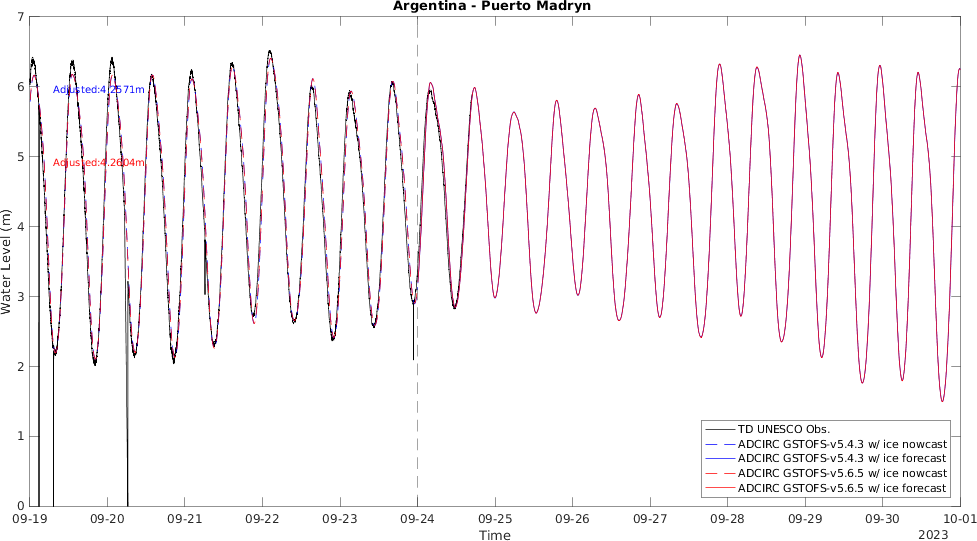 Argentina - Puerto Madryn
7
6
5
4
3
2
1
0
Water Level (m)
Adjusted:4.2571m
Adjusted:4.2604m
TD UNESCO Obs.
ADCIRC GSTOFS-v5.4.3 w/ ice nowcast
ADCIRC GSTOFS-v5.4.3 w/ ice forecast
ADCIRC GSTOFS-v5.6.5 w/ ice nowcast
ADCIRC GSTOFS-v5.6.5 w/ ice forecast
09-19 09-20 09-21 09-22 09-23 09-24 09-25 09-26 09-27 09-28 09-29 09-30 10-01
Time
2023